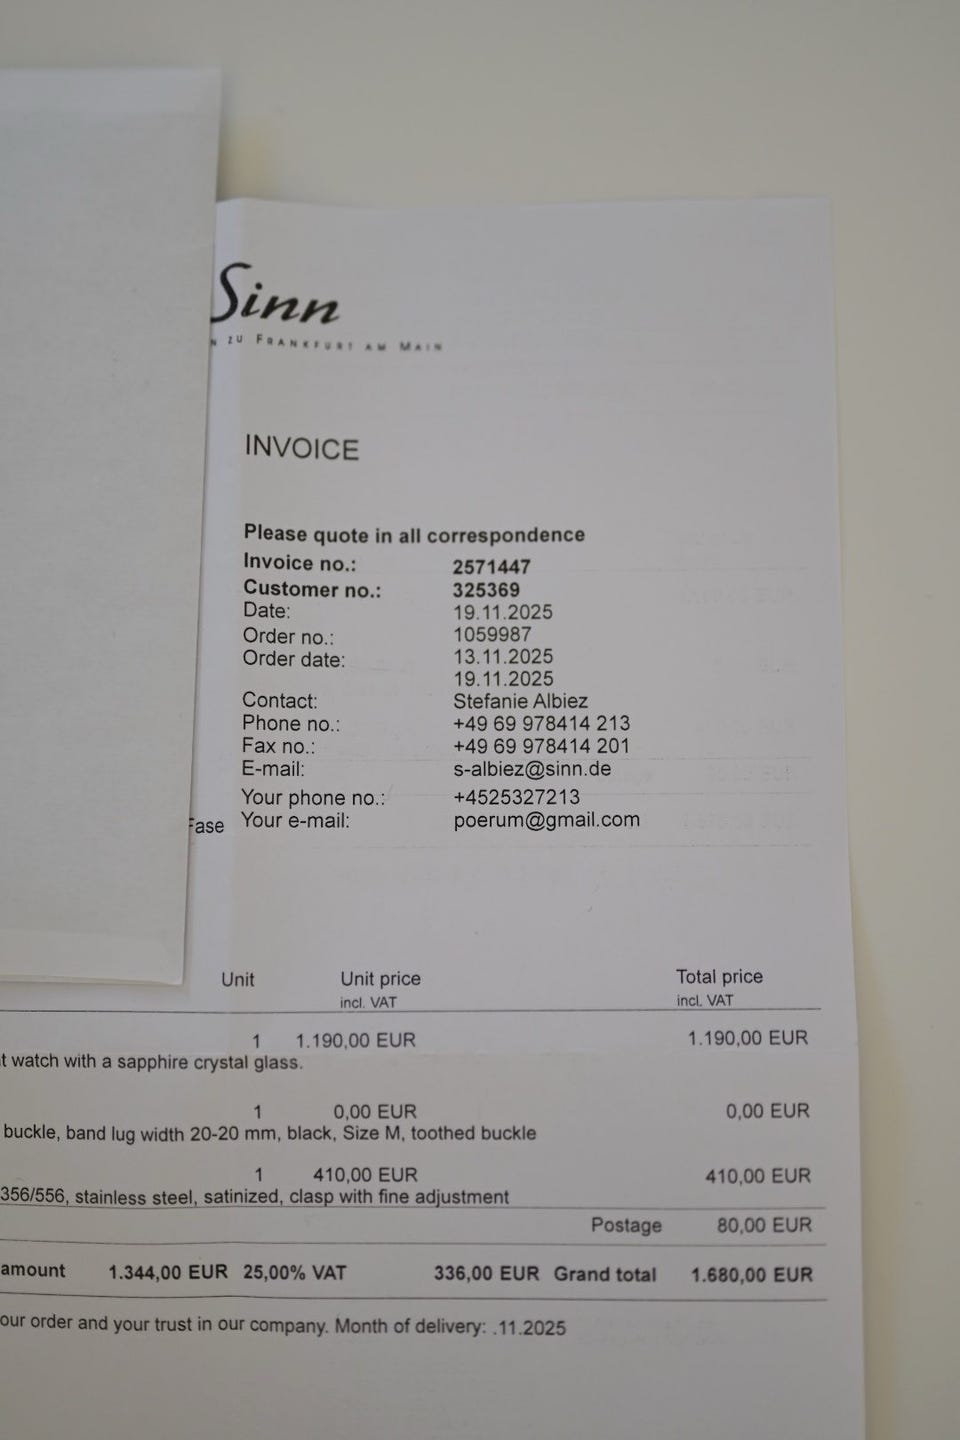 Sinn
ZU FRANKFURT AM MAIN
INVOICE
Please quote in all correspondence
Invoice no.: 2571447
Customer no.: 325369
Date: 19.11.2025
Order no.: 1059987
Order date: 13.11.2025
19.11.2025
Contact: Stefanie Albiez
Phone no.: +49 69 978414 213
Fax no.: +49 69 978414 201
E-mail: s-albiez@sinn.de
Your phone no.: +4525327213
Fase Your e-mail: poerum@gmail.com
Unit Unit price Total price
incl. VAT incl. VAT
1 1.190,00 EUR 1.190,00 EUR
t watch with a sapphire crystal glass.
1 0,00 EUR 0,00 EUR
buckle, band lug width 20-20 mm, black, Size M, toothed buckle
1 410,00 EUR 410,00 EUR
356/556, stainless steel, satinized, clasp with fine adjustment
Postage 80,00 EUR
amount 1.344,00 EUR 25,00% VAT 336,00 EUR Grand total 1.680,00 EUR
our order and your trust in our company. Month of delivery: .11.2025